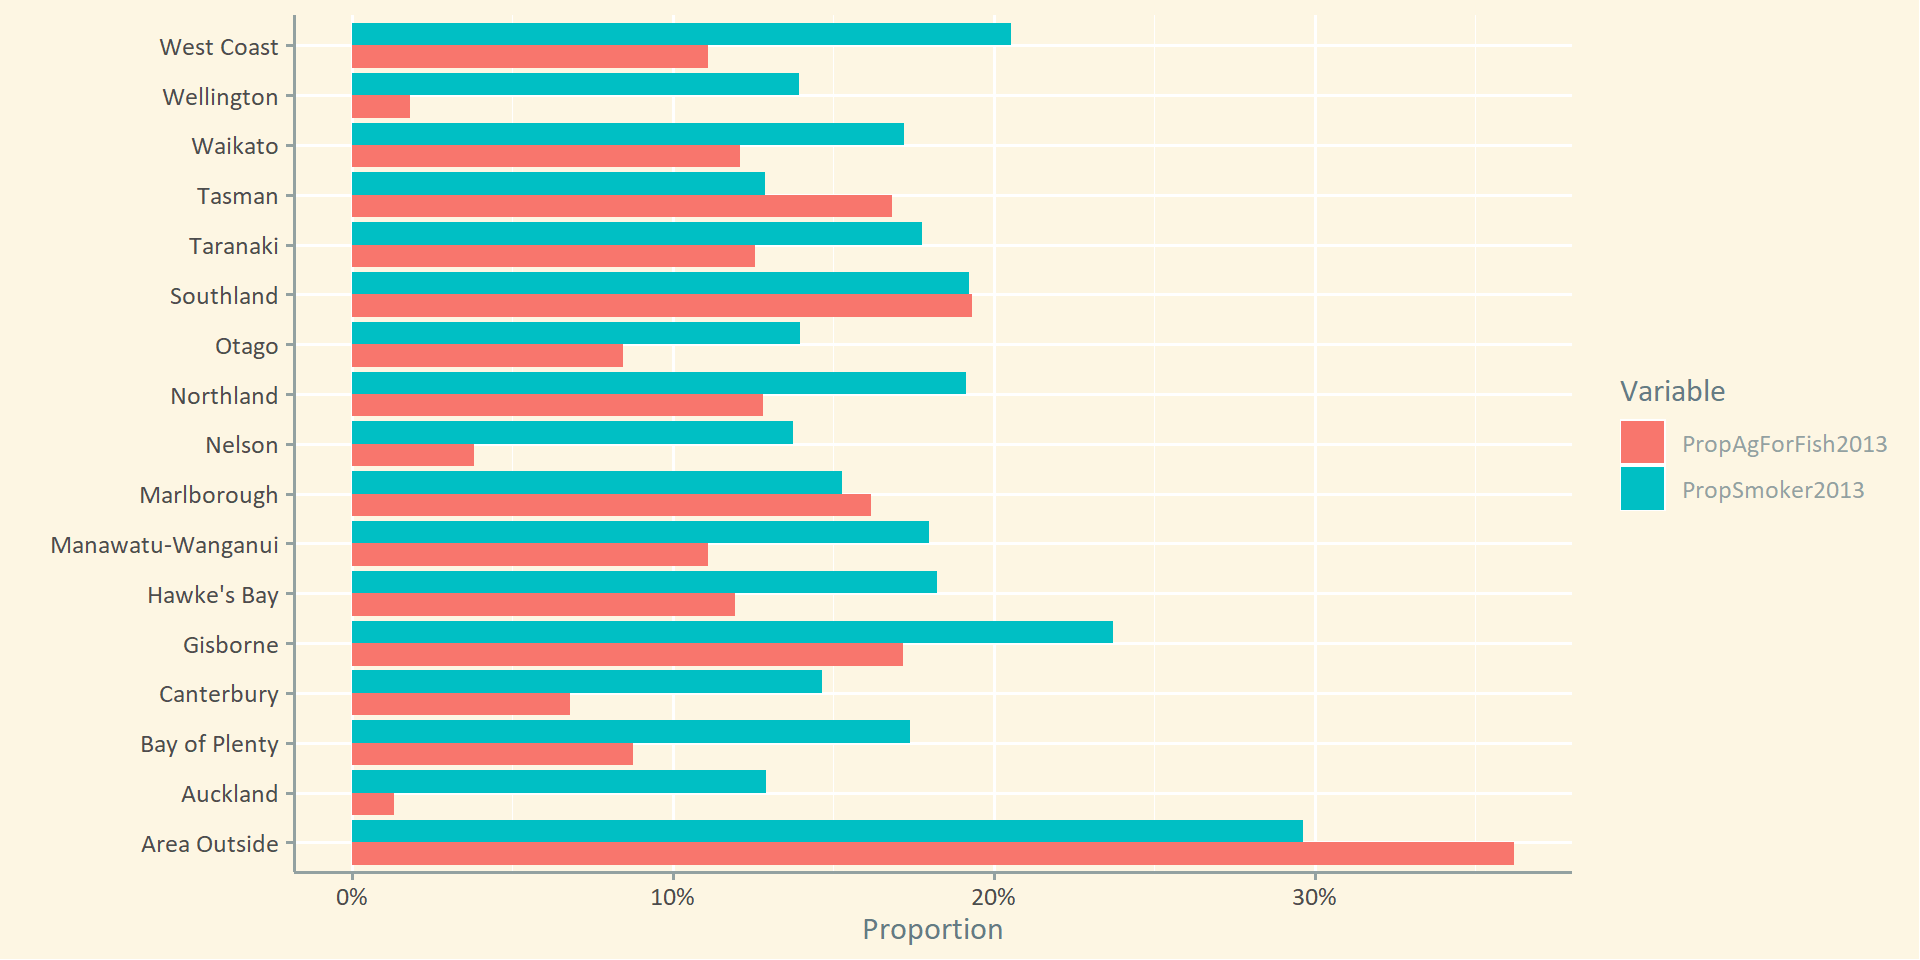 West Coast
Wellington
Waikato
Tasman
Taranaki
Southland
Otago
Northland
Nelson
Marlborough
Manawatu-Wanganui
Hawke's Bay
Gisborne
Canterbury
Bay of Plenty
Auckland
Area Outside
0% 10% 20% 30%
Proportion
Variable
PropAgForFish2013
PropSmoker2013